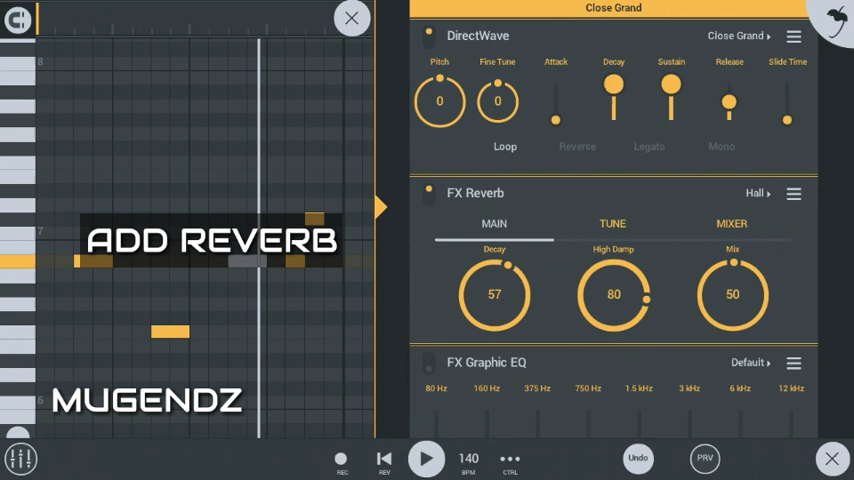 Close Grand
DirectWave
Close Grand
Pitch
Fine Tune
Attack
Decay
Sustain
Release
Slide Time
0
0
Loop
Reverse
Legato
Mono
FX Reverb
Hall
MAIN
TUNE
MIXER
Decay
High Damp
Mix
57
80
50
FX Graphic EQ
Default
80 Hz
160 Hz
375 Hz
750 Hz
1.5 kHz
3 kHz
6 kHz
12 kHz
8
7
6
ADD REVERB
MUGENDZ
REC
REV
140
BPM
CTRL
Undo
PRV